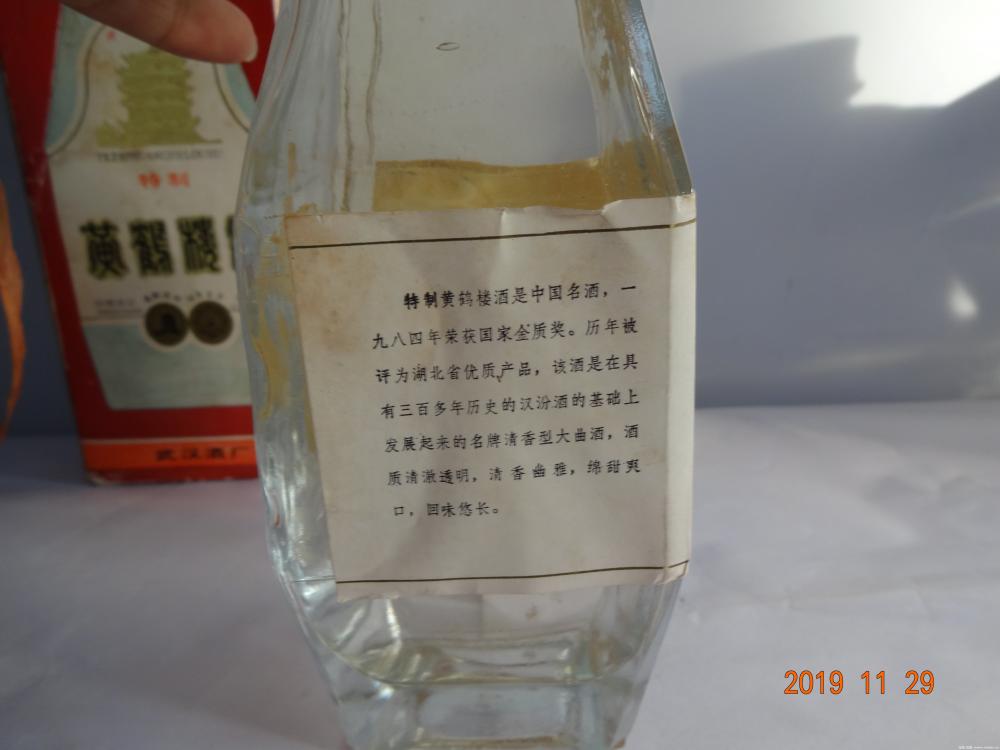 特制
黄鹤楼
武汉酒厂
特制黄鹤楼酒是中国名酒，一
九八四年荣获国家金质奖。历年被
评为湖北省优质产品，该酒是在具
有三百多年历史的汉汾酒的基础上
发展起来的名牌清香型大曲酒，酒
质清澈透明，清香幽雅，绵甜爽
口，回味悠长。
2019 11 29